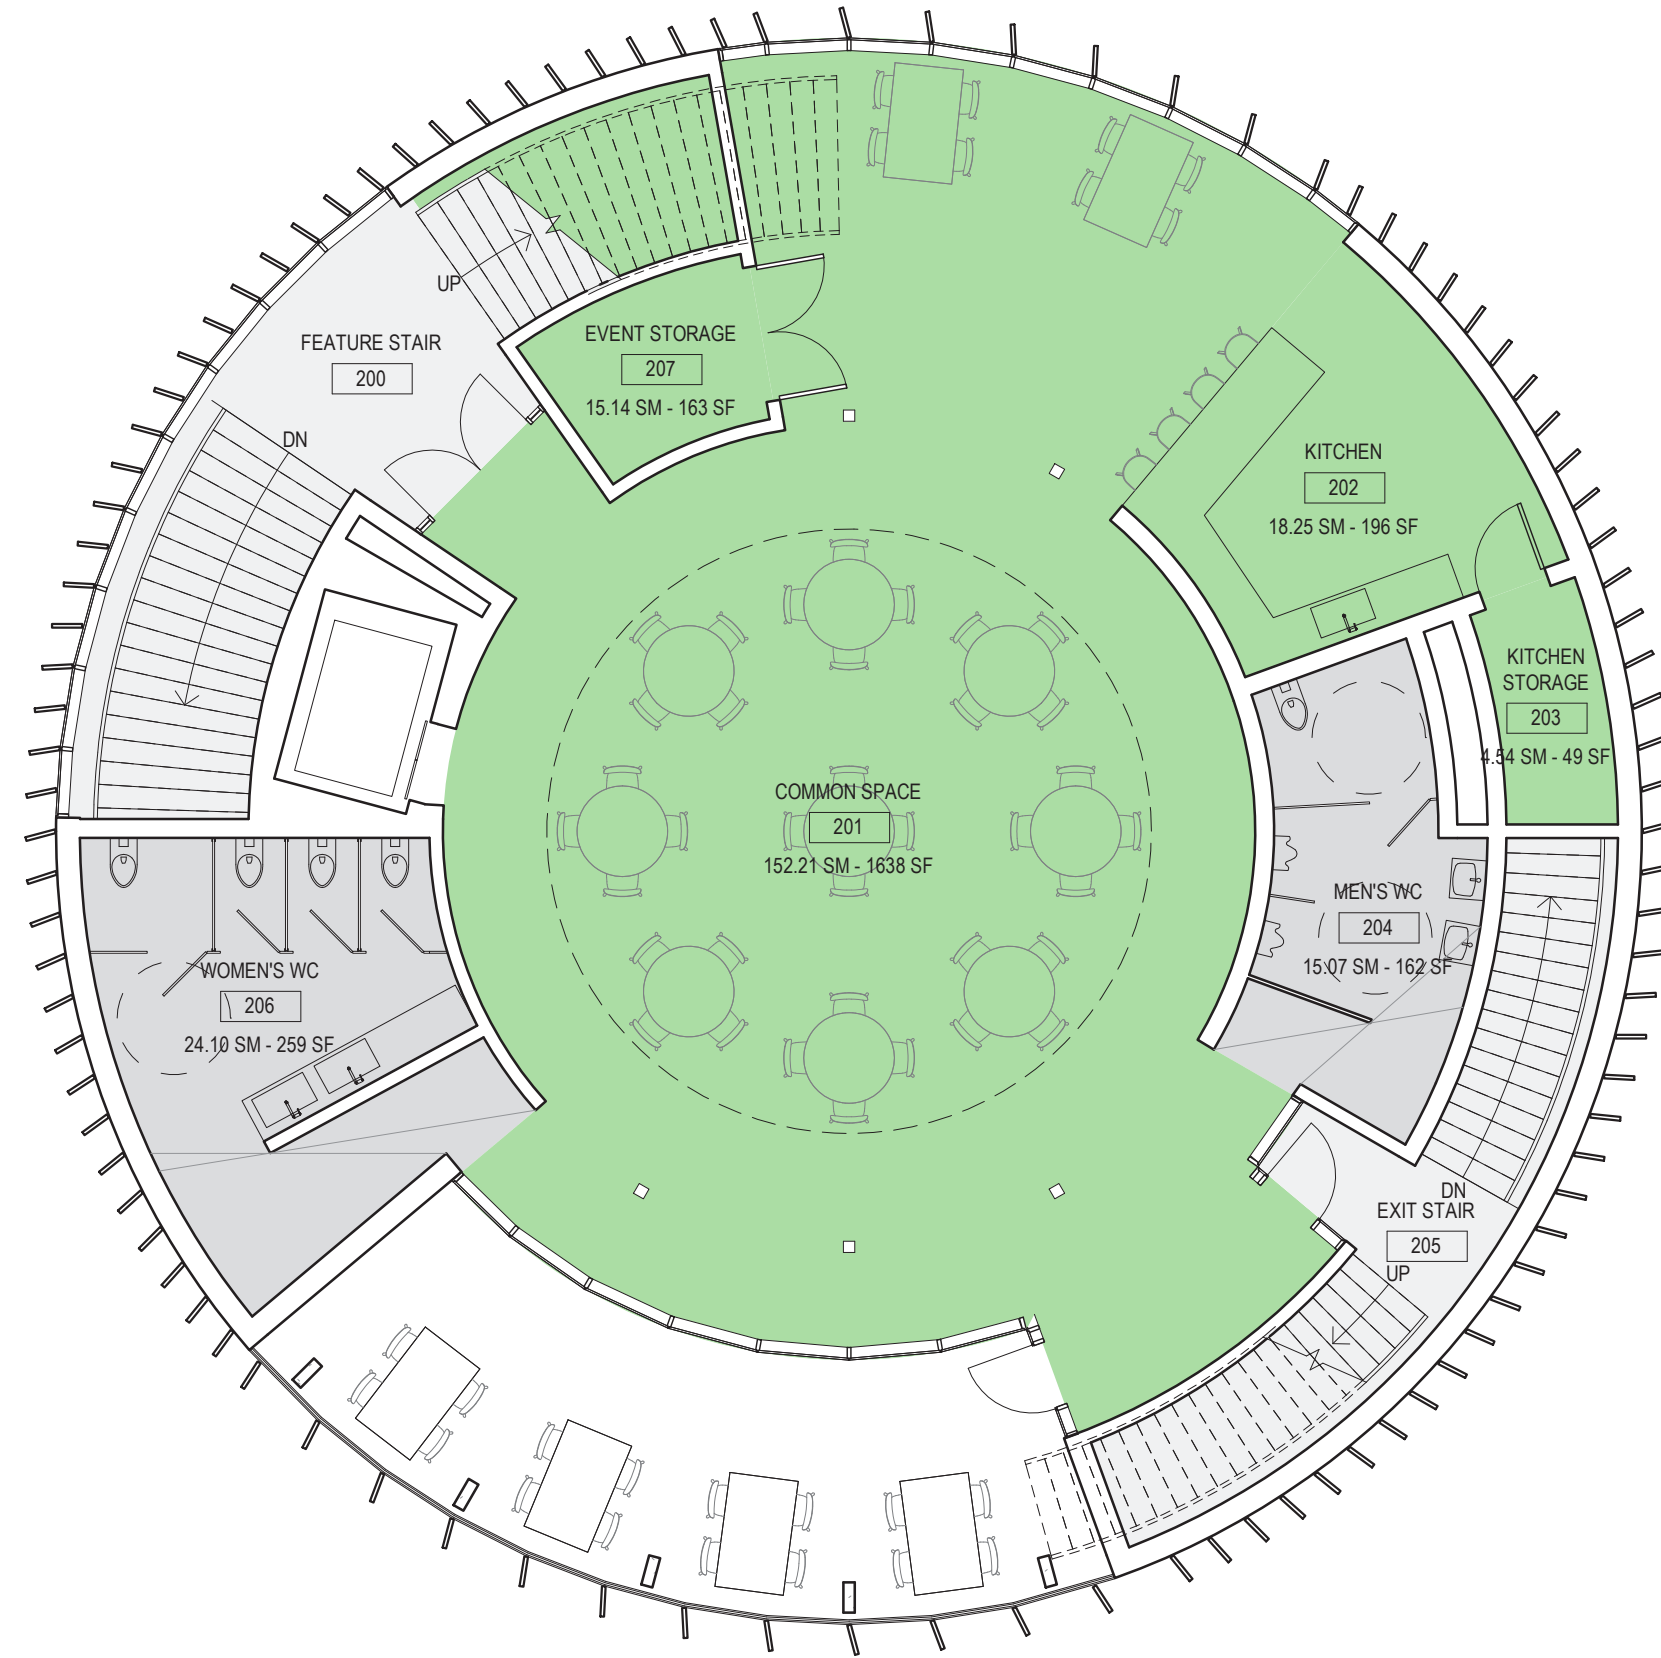 UP
FEATURE STAIR
200
EVENT STORAGE
207
15.14 SM - 163 SF
DN
KITCHEN
202
18.25 SM - 196 SF
KITCHEN
STORAGE
203
4.54 SM - 49 SF
COMMON SPACE
201
152.21 SM - 1638 SF
MEN'S WC
204
15.07 SM - 162 SF
WOMEN'S WC
206
24.10 SM - 259 SF
DN
EXIT STAIR
205
UP